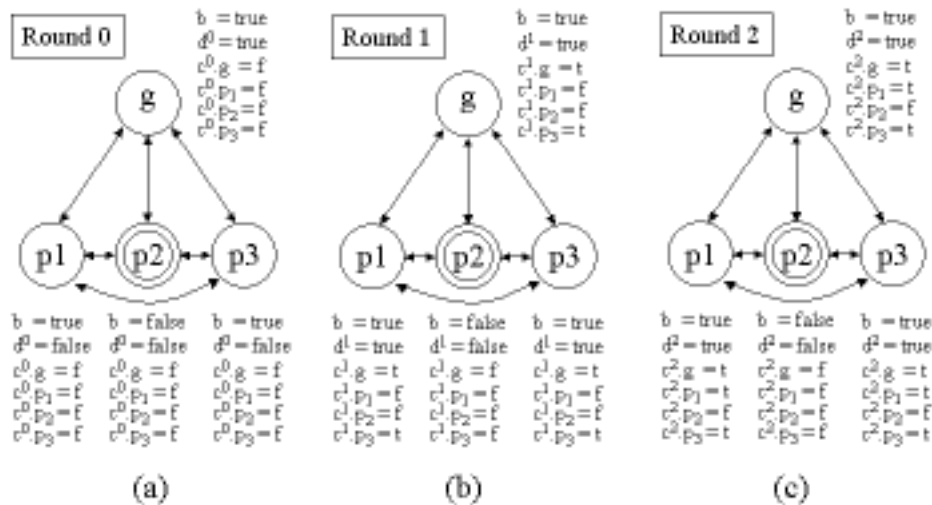 Round 0
b = true
d⁰ = true
c⁰.g = f
c⁰.p₁ = f
c⁰.p₂ = f
c⁰.p₃ = f
g
p1 p2 p3
b = true b = false b = true
d⁰ = false d⁰ = false d⁰ = false
c⁰.g = f c⁰.g = f c⁰.g = f
c⁰.p₁ = f c⁰.p₁ = f c⁰.p₁ = f
c⁰.p₂ = f c⁰.p₂ = f c⁰.p₂ = f
c⁰.p₃ = f c⁰.p₃ = f c⁰.p₃ = f
(a)
Round 1
b = true
d¹ = true
c¹.g = t
c¹.p₁ = f
c¹.p₂ = f
c¹.p₃ = t
g
p1 p2 p3
b = true b = false b = true
d¹ = true d¹ = false d¹ = true
c¹.g = t c¹.g = f c¹.g = t
c¹.p₁ = f c¹.p₁ = f c¹.p₁ = f
c¹.p₂ = f c¹.p₂ = f c¹.p₂ = f
c¹.p₃ = t c¹.p₃ = f c¹.p₃ = t
(b)
Round 2
b = true
d² = true
c².g = t
c².p₁ = t
c².p₂ = f
c².p₃ = t
g
p1 p2 p3
b = true b = false b = true
d² = true d² = false d² = true
c².g = t c².g = f c².g = t
c².p₁ = t c².p₁ = f c².p₁ = t
c².p₂ = f c².p₂ = f c².p₂ = f
c².p₃ = t c².p₃ = f c².p₃ = t
(c)